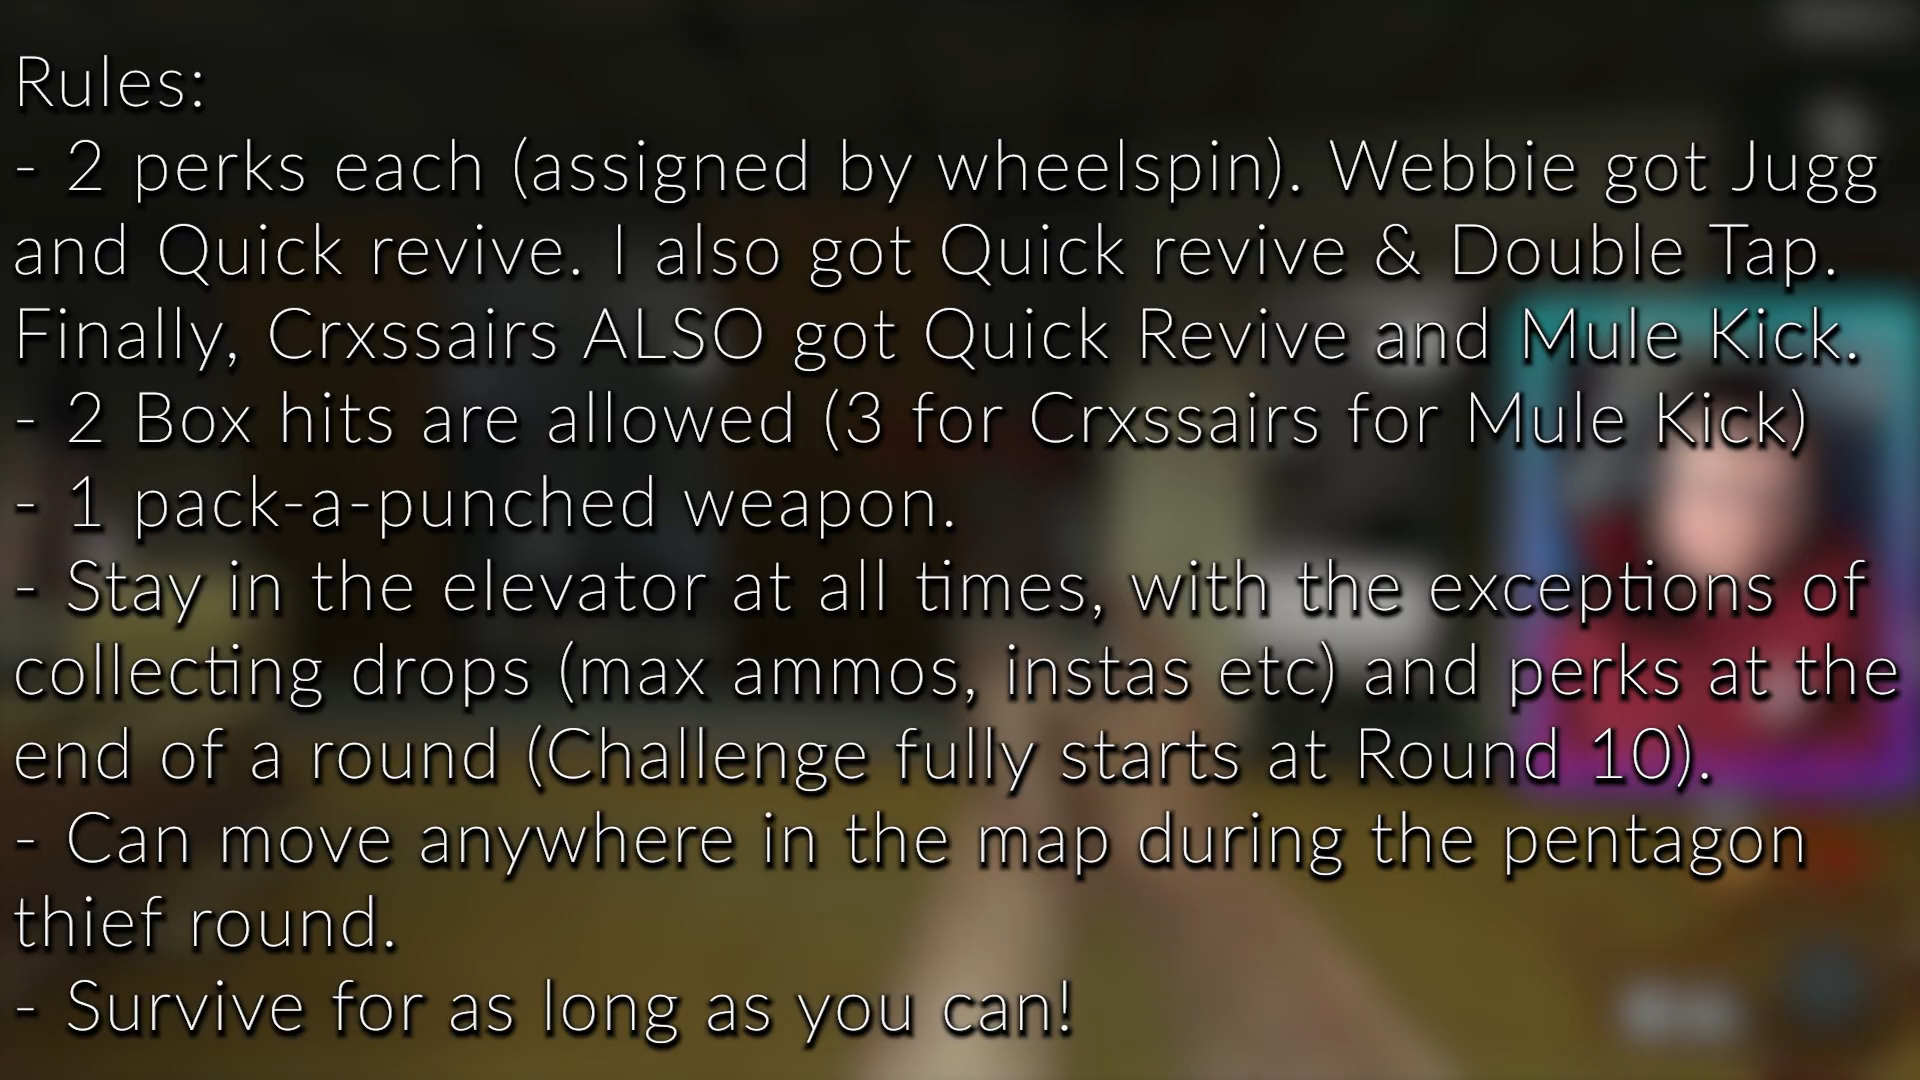 Rules:
- 2 perks each (assigned by wheelspin). Webbie got Jugg
and Quick revive. I also got Quick revive & Double Tap.
Finally, Crxssairs ALSO got Quick Revive and Mule Kick.
- 2 Box hits are allowed (3 for Crxssairs for Mule Kick)
- 1 pack-a-punched weapon.
- Stay in the elevator at all times, with the exceptions of
collecting drops (max ammos, instas etc) and perks at the
end of a round (Challenge fully starts at Round 10).
- Can move anywhere in the map during the pentagon
thief round.
- Survive for as long as you can!